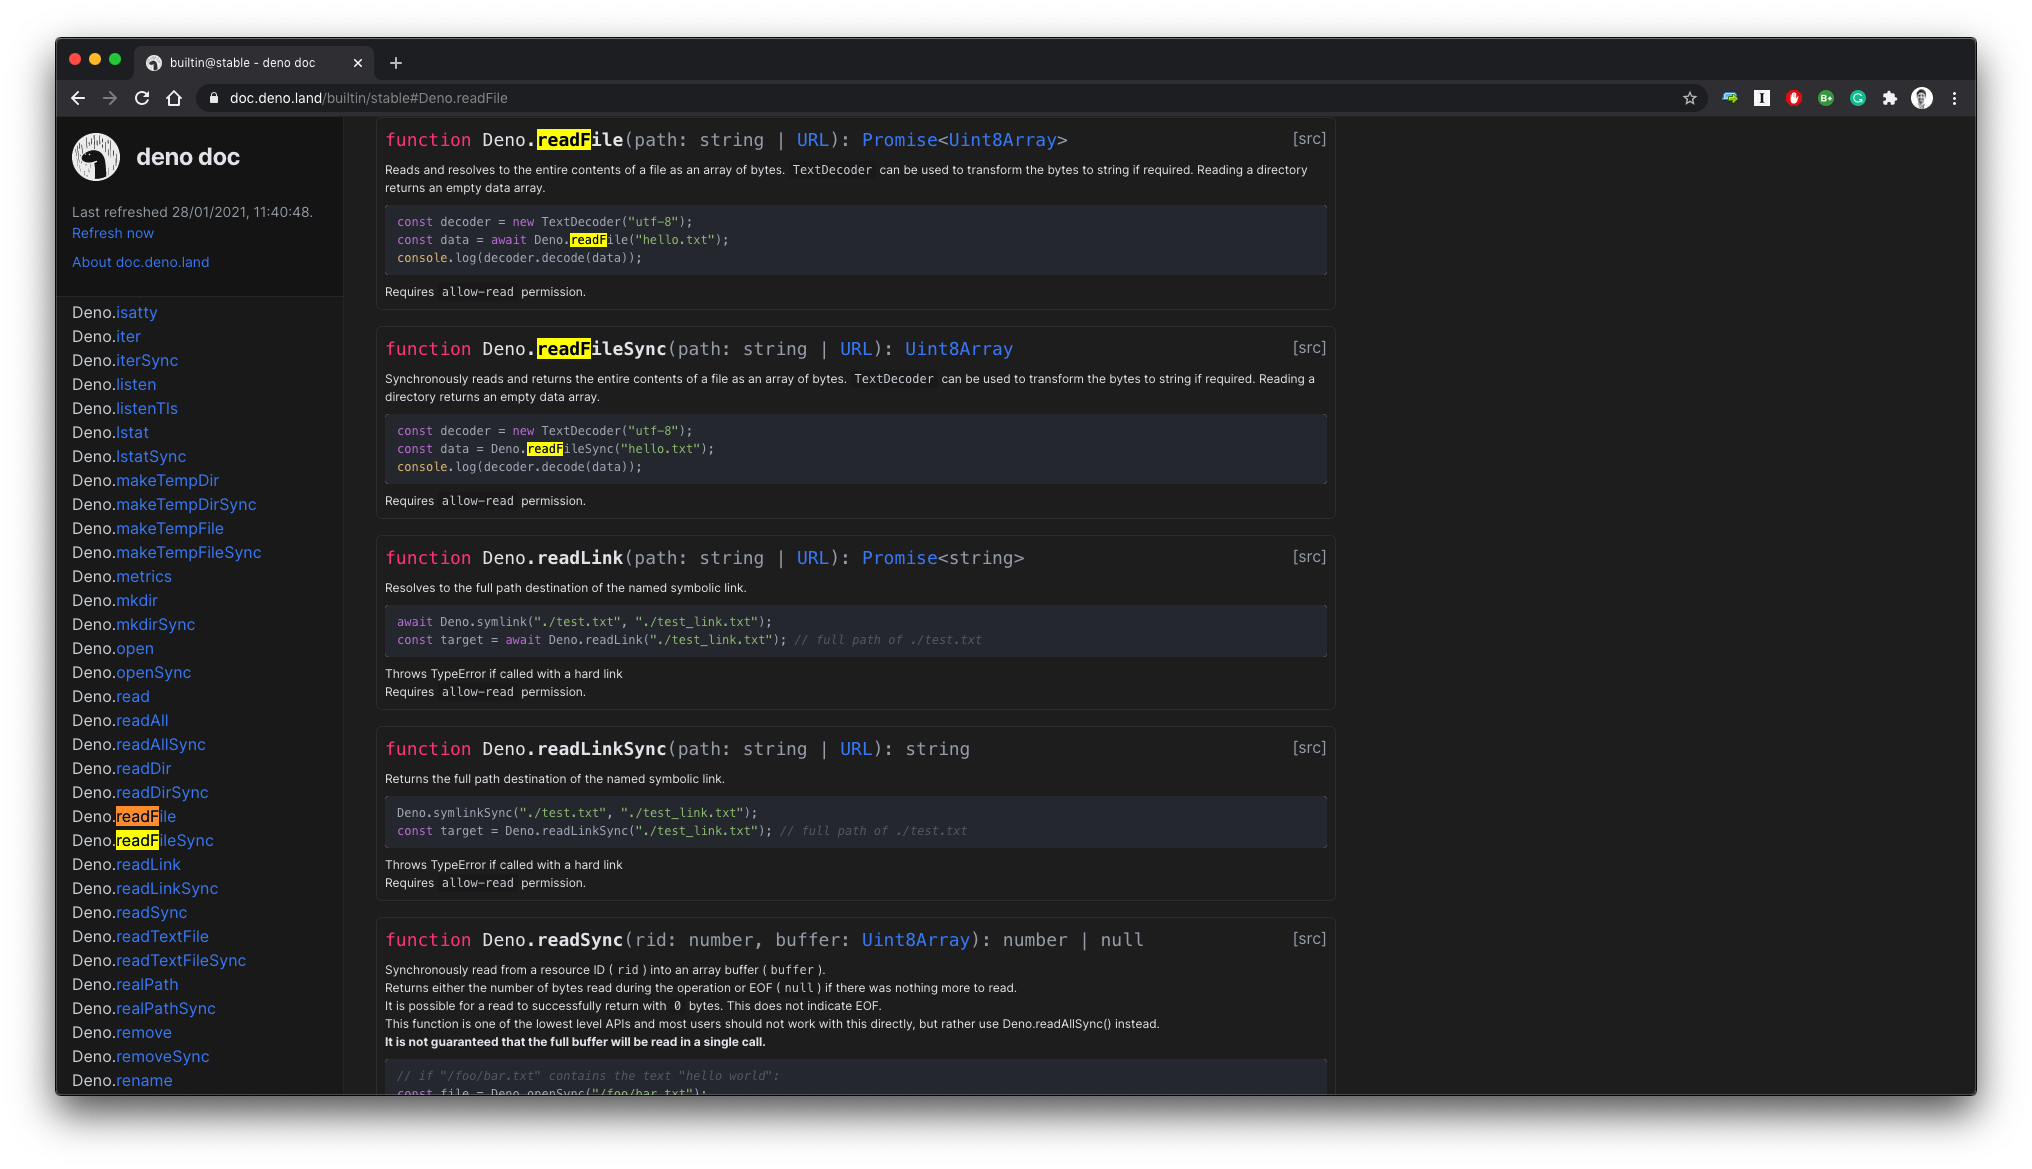 builtin@stable - deno doc
doc.deno.land/builtin/stable#Deno.readFile
deno doc
Last refreshed 28/01/2021, 11:40:48.
Refresh now
About doc.deno.land
Deno.isatty
Deno.iter
Deno.iterSync
Deno.listen
Deno.listenTls
Deno.lstat
Deno.lstatSync
Deno.makeTempDir
Deno.makeTempDirSync
Deno.makeTempFile
Deno.makeTempFileSync
Deno.metrics
Deno.mkdir
Deno.mkdirSync
Deno.open
Deno.openSync
Deno.read
Deno.readAll
Deno.readAllSync
Deno.readDir
Deno.readDirSync
Deno.readFile
Deno.readFileSync
Deno.readLink
Deno.readLinkSync
Deno.readSync
Deno.readTextFile
Deno.readTextFileSync
Deno.realPath
Deno.realPathSync
Deno.remove
Deno.removeSync
Deno.rename
function Deno.readFile(path: string | URL): Promise<Uint8Array> [src]
Reads and resolves to the entire contents of a file as an array of bytes. TextDecoder can be used to transform the bytes to string if required. Reading a directory
returns an empty data array.
const decoder = new TextDecoder("utf-8");
const data = await Deno.readFile("hello.txt");
console.log(decoder.decode(data));
Requires allow-read permission.
function Deno.readFileSync(path: string | URL): Uint8Array [src]
Synchronously reads and returns the entire contents of a file as an array of bytes. TextDecoder can be used to transform the bytes to string if required. Reading a
directory returns an empty data array.
const decoder = new TextDecoder("utf-8");
const data = Deno.readFileSync("hello.txt");
console.log(decoder.decode(data));
Requires allow-read permission.
function Deno.readLink(path: string | URL): Promise<string> [src]
Resolves to the full path destination of the named symbolic link.
await Deno.symlink("./test.txt", "./test_link.txt");
const target = await Deno.readLink("./test_link.txt"); // full path of ./test.txt
Throws TypeError if called with a hard link
Requires allow-read permission.
function Deno.readLinkSync(path: string | URL): string [src]
Returns the full path destination of the named symbolic link.
Deno.symlinkSync("./test.txt", "./test_link.txt");
const target = Deno.readLinkSync("./test_link.txt"); // full path of ./test.txt
Throws TypeError if called with a hard link
Requires allow-read permission.
function Deno.readSync(rid: number, buffer: Uint8Array): number | null [src]
Synchronously read from a resource ID ( rid ) into an array buffer ( buffer ).
Returns either the number of bytes read during the operation or EOF ( null ) if there was nothing more to read.
It is possible for a read to successfully return with 0 bytes. This does not indicate EOF.
This function is one of the lowest level APIs and most users should not work with this directly, but rather use Deno.readAllSync() instead.
It is not guaranteed that the full buffer will be read in a single call.
// if "/foo/bar.txt" contains the text "hello world":
const file = Deno.openSync("/foo/bar.txt");